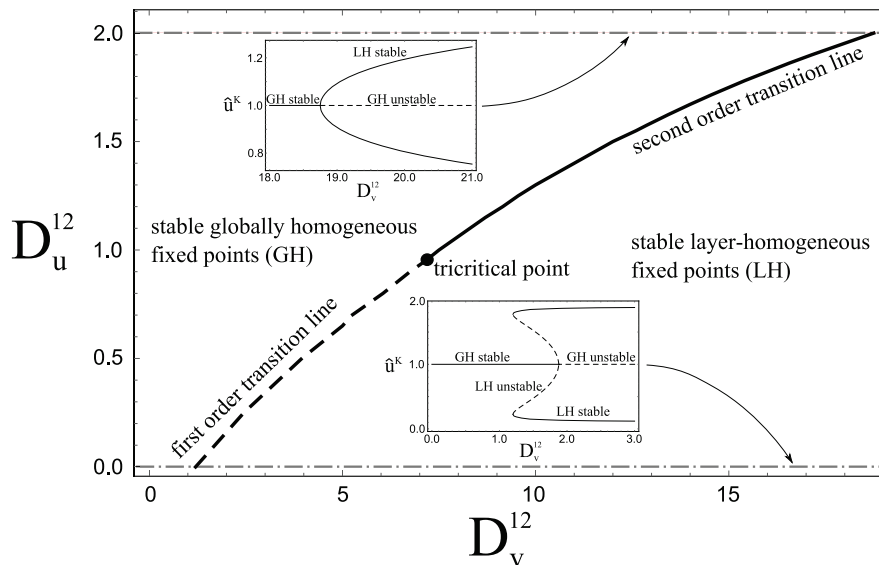 2.0
1.5
1.0
0.5
0.0
D_u^12
0
5
10
15
D_v^12
second order transition line
stable globally homogeneous
fixed points (GH)
tricritical point
stable layer-homogeneous
fixed points (LH)
first order transition line
1.2
1.0
0.8
û^K
LH stable
GH stable
GH unstable
18.0
19.0
20.0
21.0
D_v^12
2.0
1.0
0.0
û^K
GH stable
GH unstable
LH unstable
LH stable
0.0
1.0
2.0
3.0
D_v^12